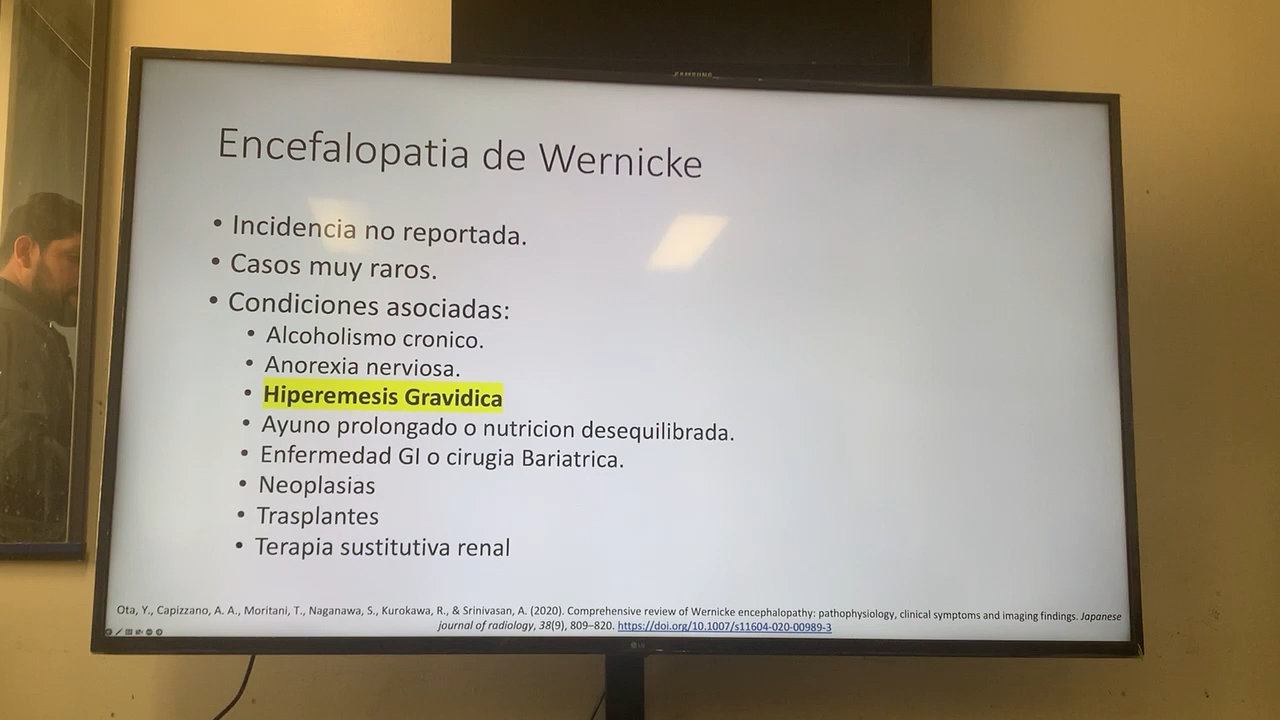 SAMSUNG
Encefalopatia de Wernicke
• Incidencia no reportada.
• Casos muy raros.
• Condiciones asociadas:
• Alcoholismo cronico.
• Anorexia nerviosa.
• Hiperemesis Gravidica
• Ayuno prolongado o nutricion desequilibrada.
• Enfermedad GI o cirugia Bariatrica.
• Neoplasias
• Trasplantes
• Terapia sustitutiva renal
Ota, Y., Capizzano, A. A., Moritani, T., Naganawa, S., Kurokawa, R., & Srinivasan, A. (2020). Comprehensive review of Wernicke encephalopathy: pathophysiology, clinical symptoms and imaging findings. Japanese
journal of radiology, 38(9), 809–820. https://doi.org/10.1007/s11604-020-00989-3
LG